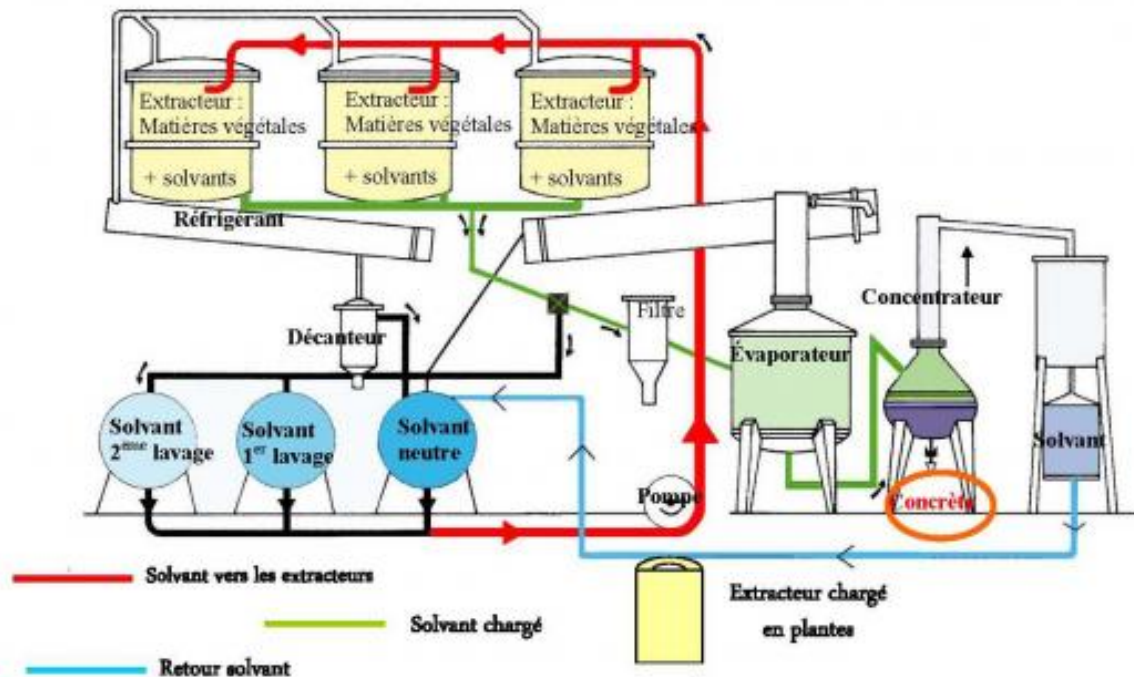 Extracteur :
Matières végétales
+ solvants
Extracteur :
Matières végétales
+ solvants
Extracteur :
Matières végétales
+ solvants
Réfrigérant
Concentrateur
Filtre
Décanteur
Évaporateur
Solvant
2ème lavage
Solvant
1er lavage
Solvant
neutre
Solvant
Pompe
Concrète
Solvant vers les extracteurs
Extracteur chargé
en plantes
Solvant chargé
Retour solvant